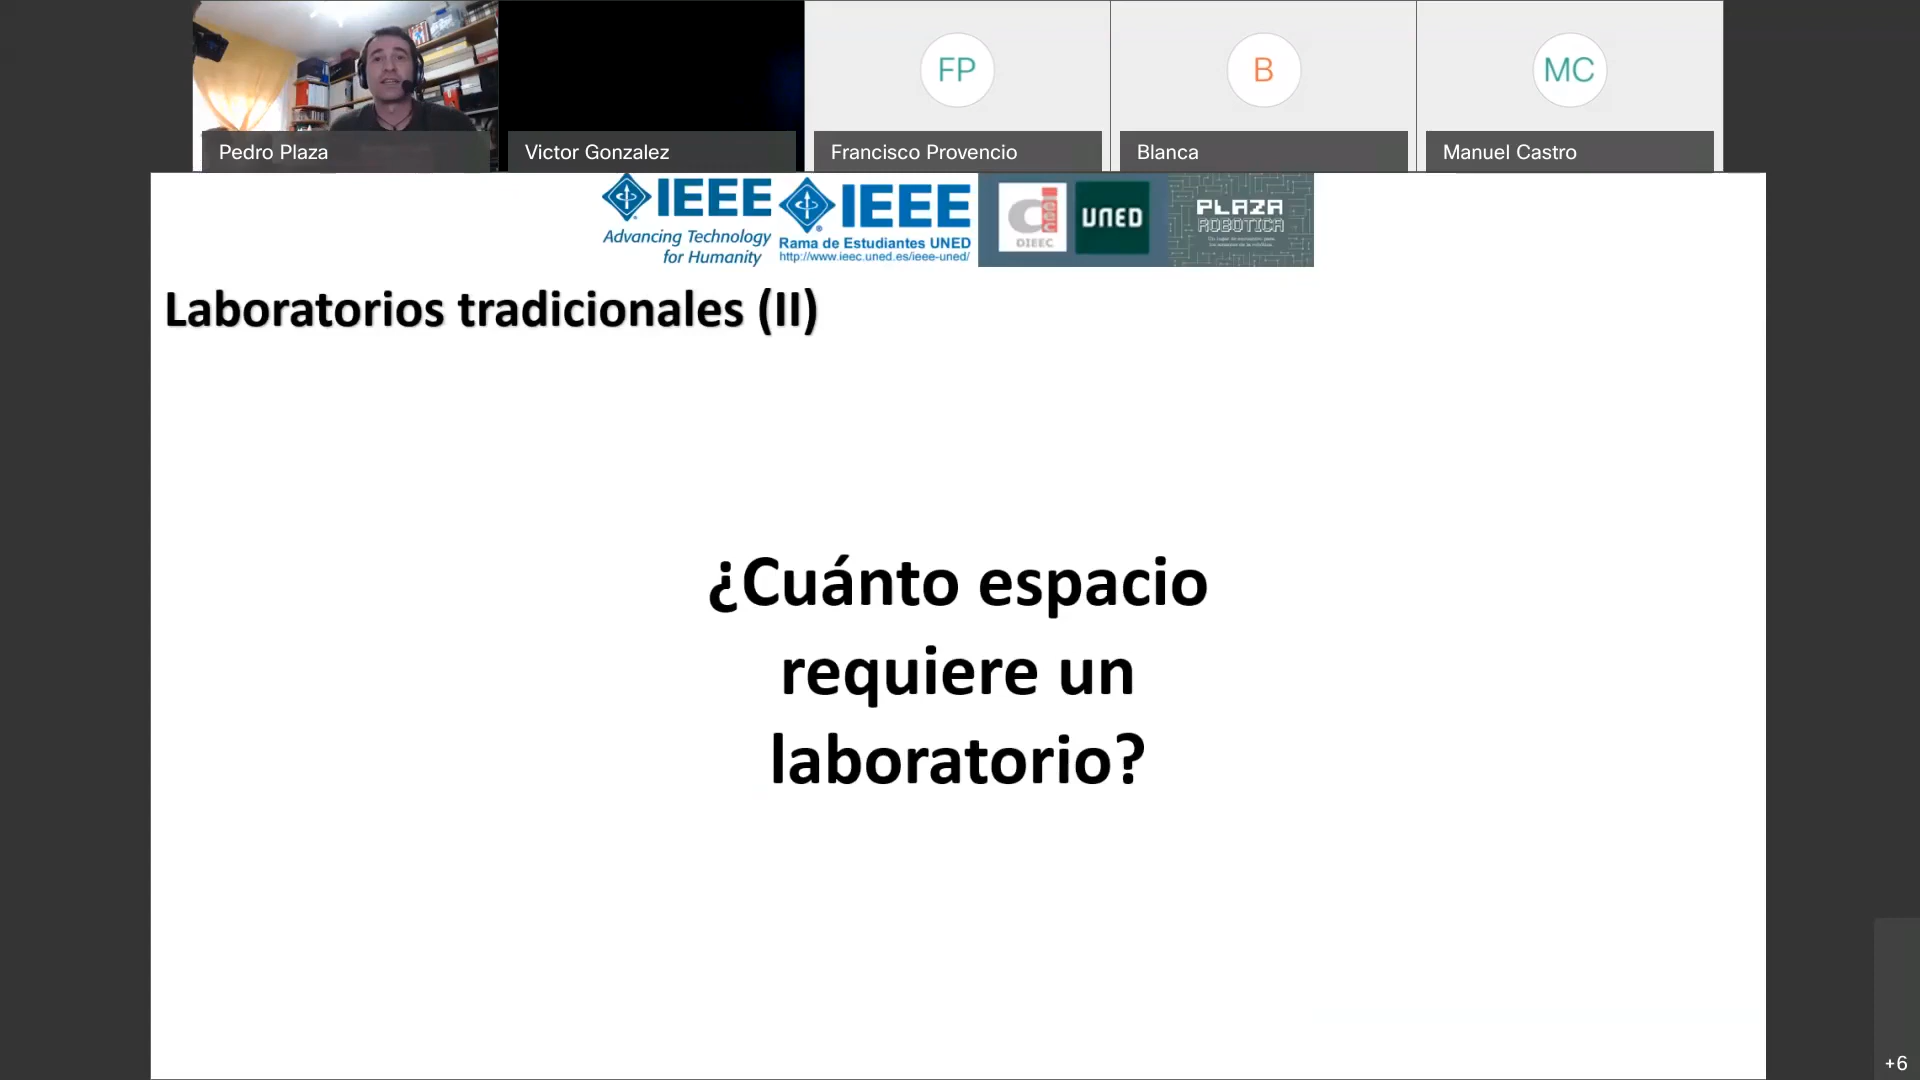 FP
B
MC
Pedro Plaza
Victor Gonzalez
Francisco Provencio
Blanca
Manuel Castro
IEEE
Advancing Technology
for Humanity
IEEE
Rama de Estudiantes UNED
http://www.ieec.uned.es/ieee-uned/
DIEEC
UNED
PLAZA
ROBOTICA
Laboratorios tradicionales (II)
¿Cuánto espacio
requiere un
laboratorio?
+6